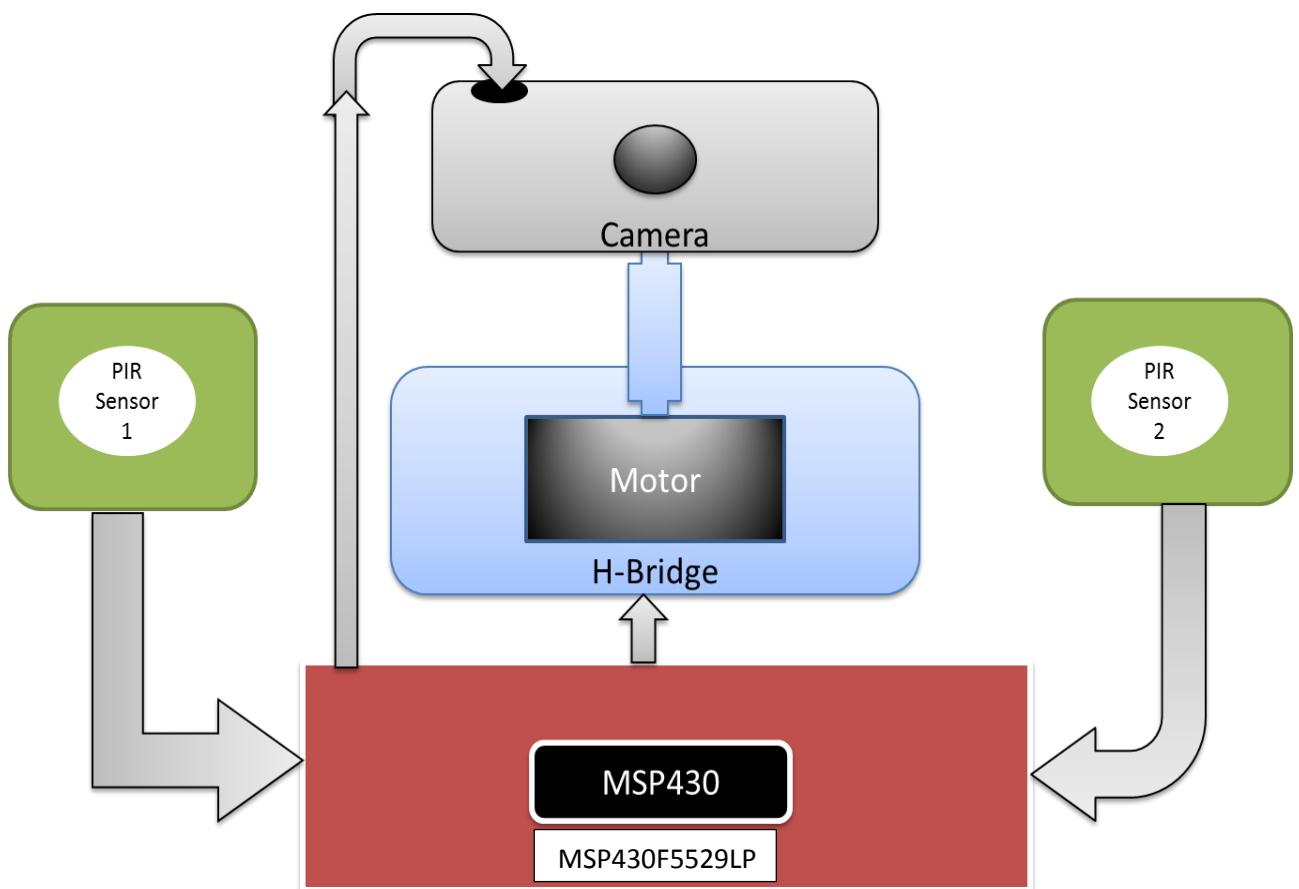 Camera
PIR
Sensor
1
PIR
Sensor
2
Motor
H-Bridge
MSP430
MSP430F5529LP